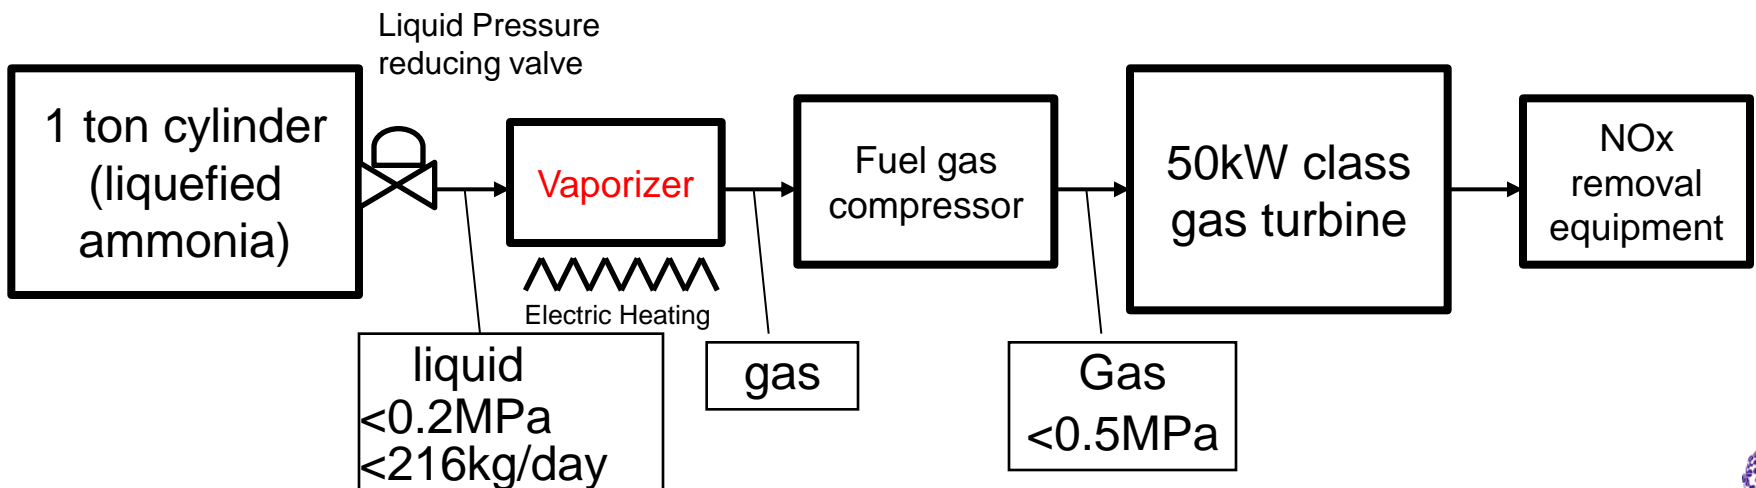 Liquid Pressure
reducing valve
1 ton cylinder
(liquefied
ammonia)
Vaporizer
Electric Heating
Fuel gas
compressor
50kW class
gas turbine
NOx
removal
equipment
liquid
<0.2MPa
<216kg/day
gas
Gas
<0.5MPa